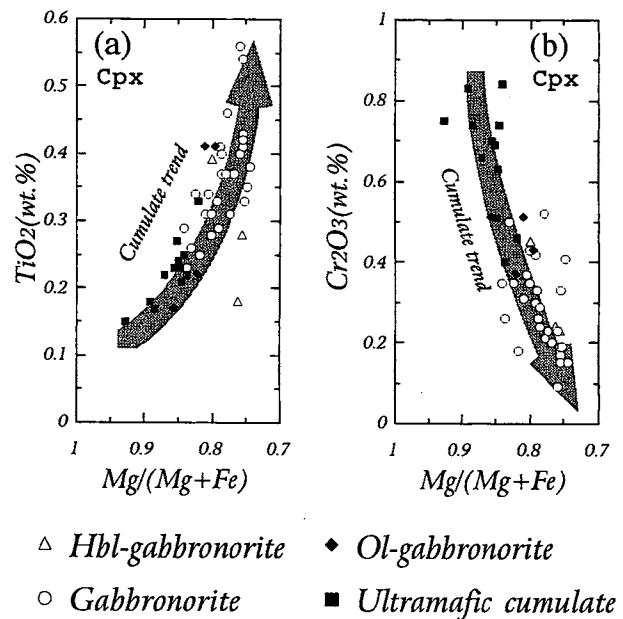 (a)
Cpx
TiO2(wt.%)
0.6
0.5
0.4
0.3
0.2
0.1
0
Cumulate trend
1 0.9 0.8 0.7
Mg/(Mg+Fe)
(b)
Cpx
Cr2O3(wt.%)
1
0.8
0.6
0.4
0.2
0
Cumulate trend
1 0.9 0.8 0.7
Mg/(Mg+Fe)
△ Hbl-gabbronorite
◆ Ol-gabbronorite
○ Gabbronorite
■ Ultramafic cumulate